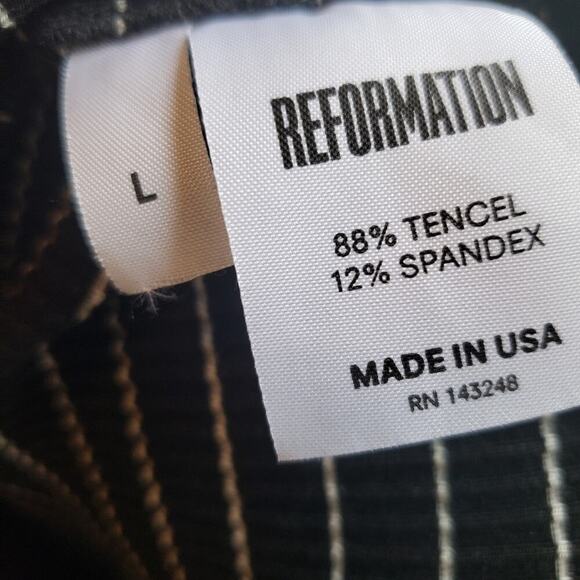 L
REFORMATION
88% TENCEL
12% SPANDEX
MADE IN USA
RN 143248